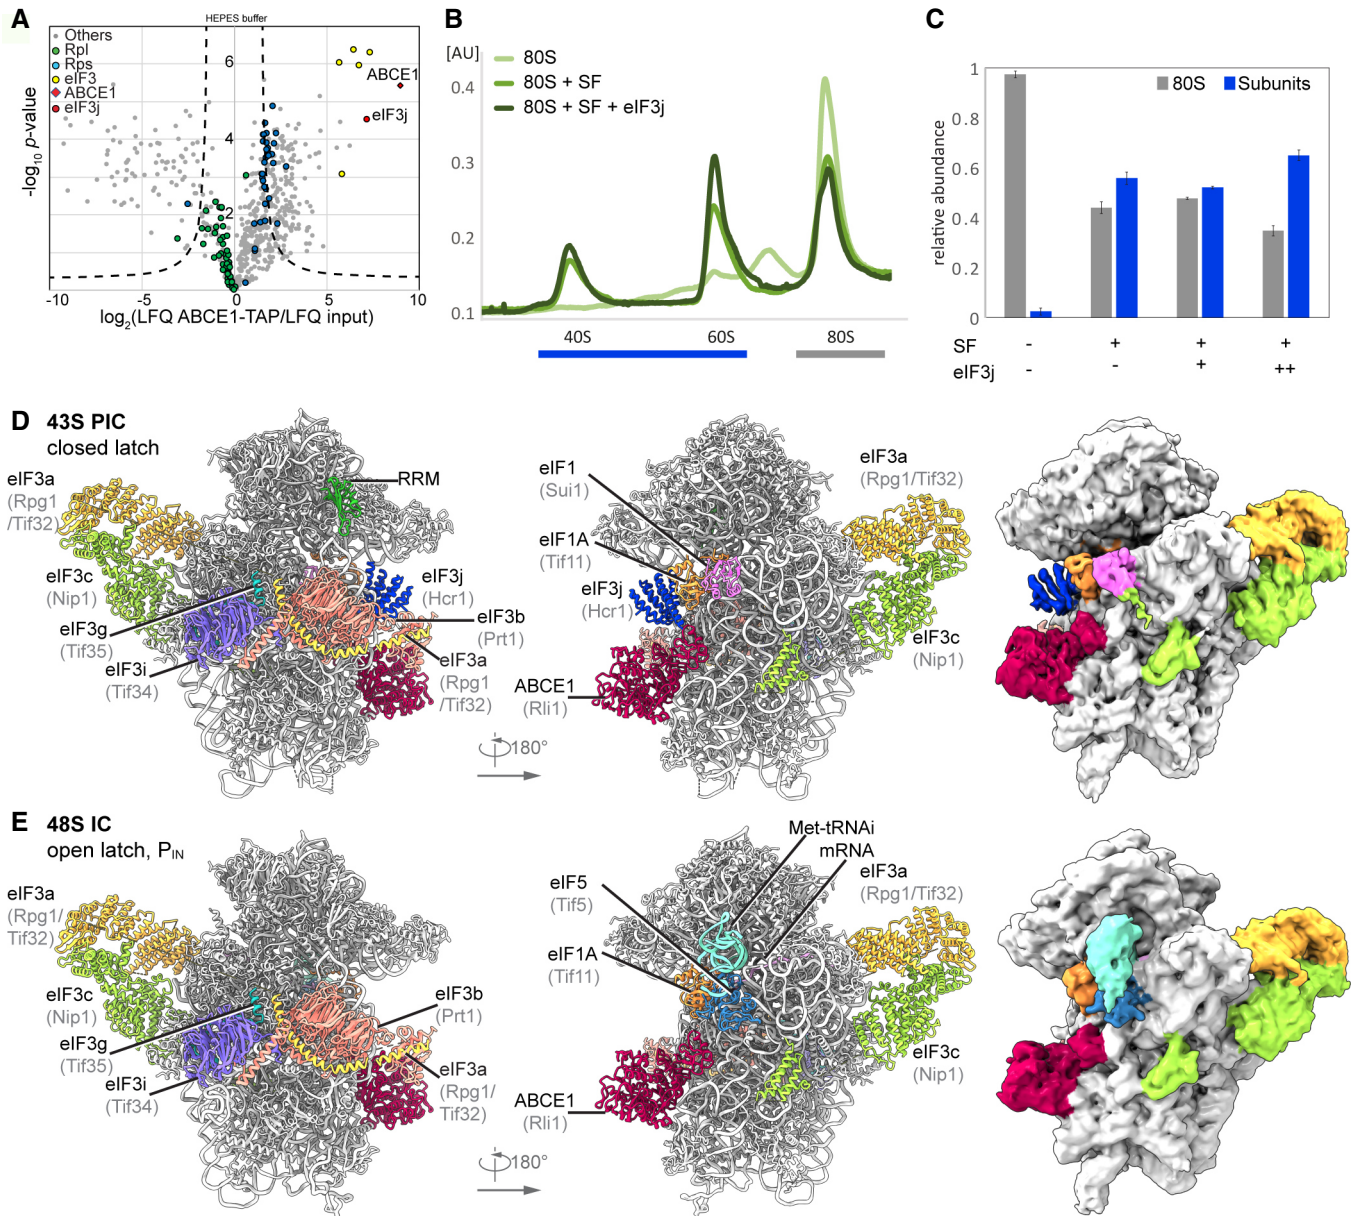 A
HEPES buffer
Others
Rpl
Rps
eIF3
ABCE1
eIF3j
6
4
2
ABCE1
eIF3j
-log10 p-value
-10
-5
0
5
10
log2(LFQ ABCE1-TAP/LFQ input)
B
[AU]
80S
80S + SF
80S + SF + eIF3j
0.4
0.3
0.2
0.1
40S
60S
80S
C
80S
Subunits
relative abundance
1
0.8
0.6
0.4
0.2
0
SF - + + +
eIF3j - - + ++
D
43S PIC
closed latch
eIF3a
(Rpg1
/Tif32)
eIF3c
(Nip1)
eIF3g
(Tif35)
eIF3i
(Tif34)
RRM
eIF3j
(Hcr1)
eIF3b
(Prt1)
eIF3a
(Rpg1
/Tif32)
180°
eIF1
(Sui1)
eIF1A
(Tif11)
eIF3j
(Hcr1)
ABCE1
(Rli1)
eIF3a
(Rpg1/Tif32)
eIF3c
(Nip1)
E
48S IC
open latch, PIN
eIF3a
(Rpg1/
Tif32)
eIF3c
(Nip1)
eIF3g
(Tif35)
eIF3i
(Tif34)
eIF3b
(Prt1)
eIF3a
(Rpg1/
Tif32)
180°
Met-tRNAi
mRNA
eIF5
(Tif5)
eIF1A
(Tif11)
ABCE1
(Rli1)
eIF3a
(Rpg1/Tif32)
eIF3c
(Nip1)